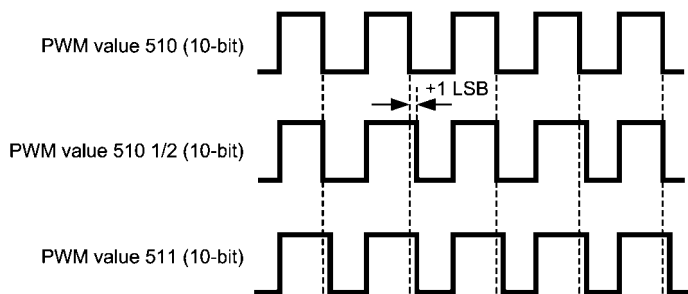 PWM value 510 (10-bit)
+1 LSB
PWM value 510 1/2 (10-bit)
PWM value 511 (10-bit)